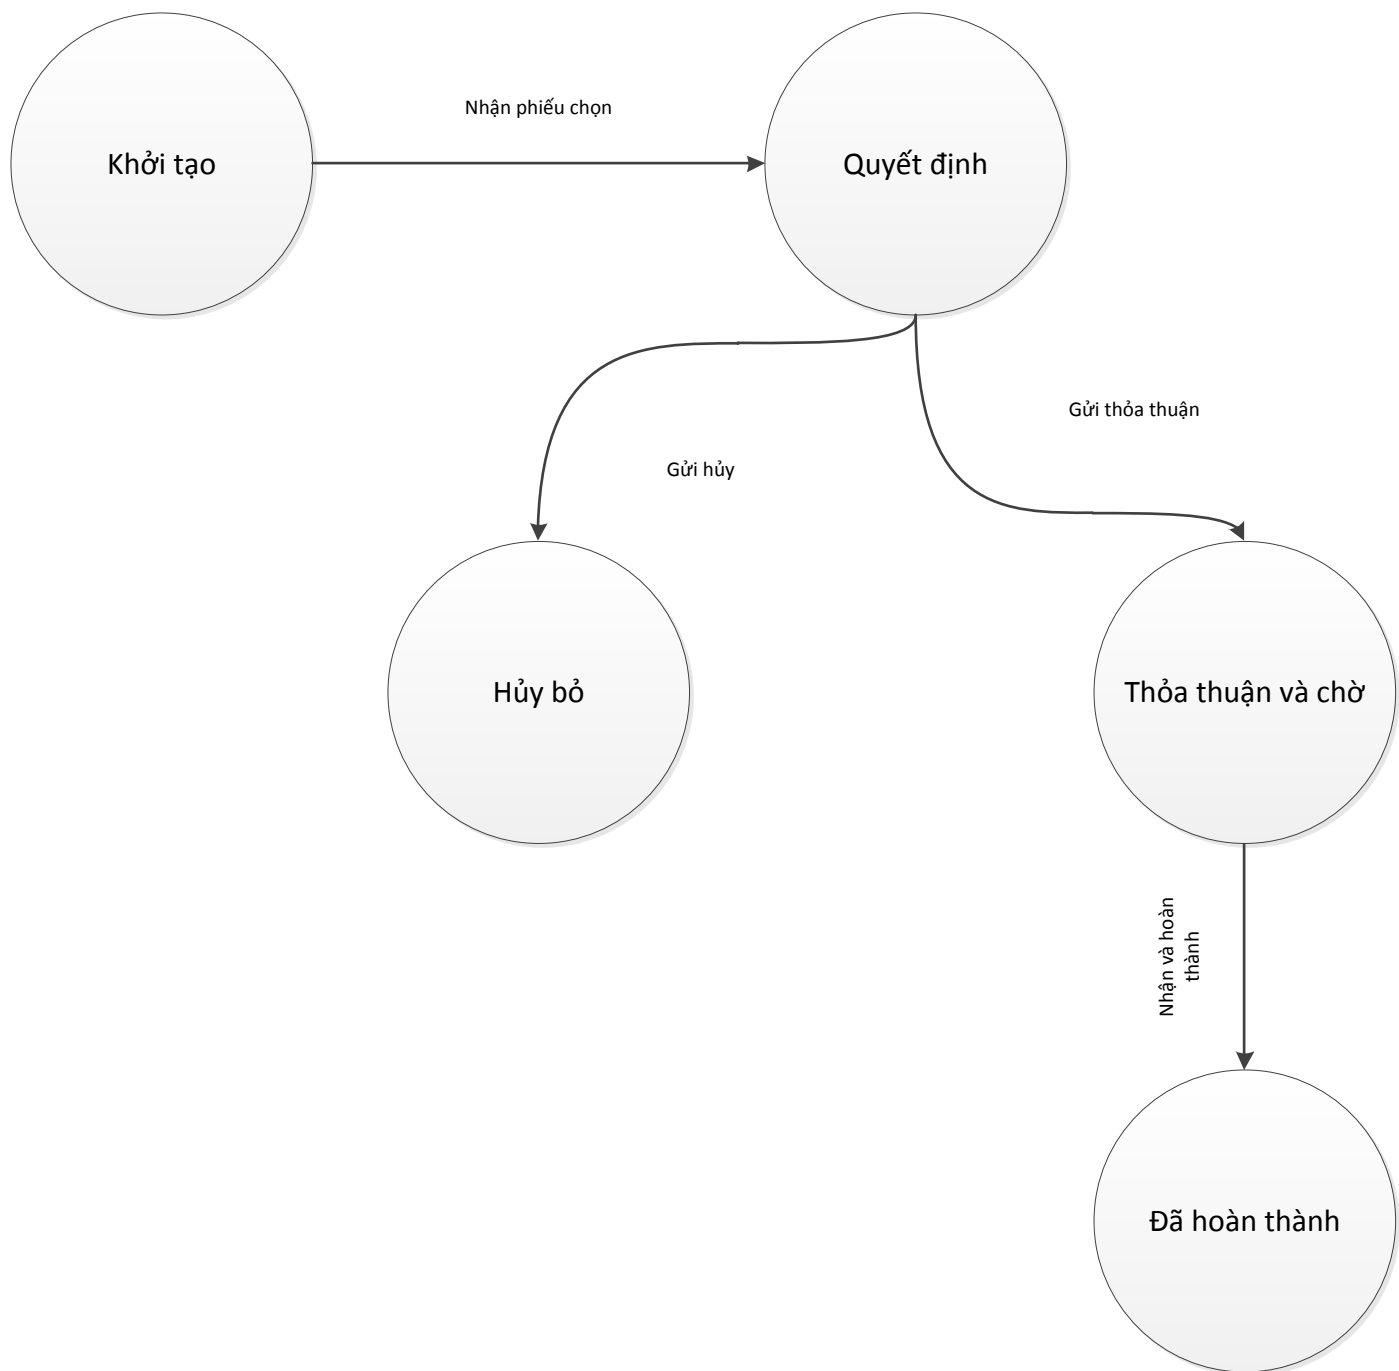 Nhận phiếu chọn
Khởi tạo
Quyết định
Gửi thỏa thuận
Gửi hủy
Hủy bỏ
Thỏa thuận và chờ
Nhận và hoàn
thành
Đã hoàn thành